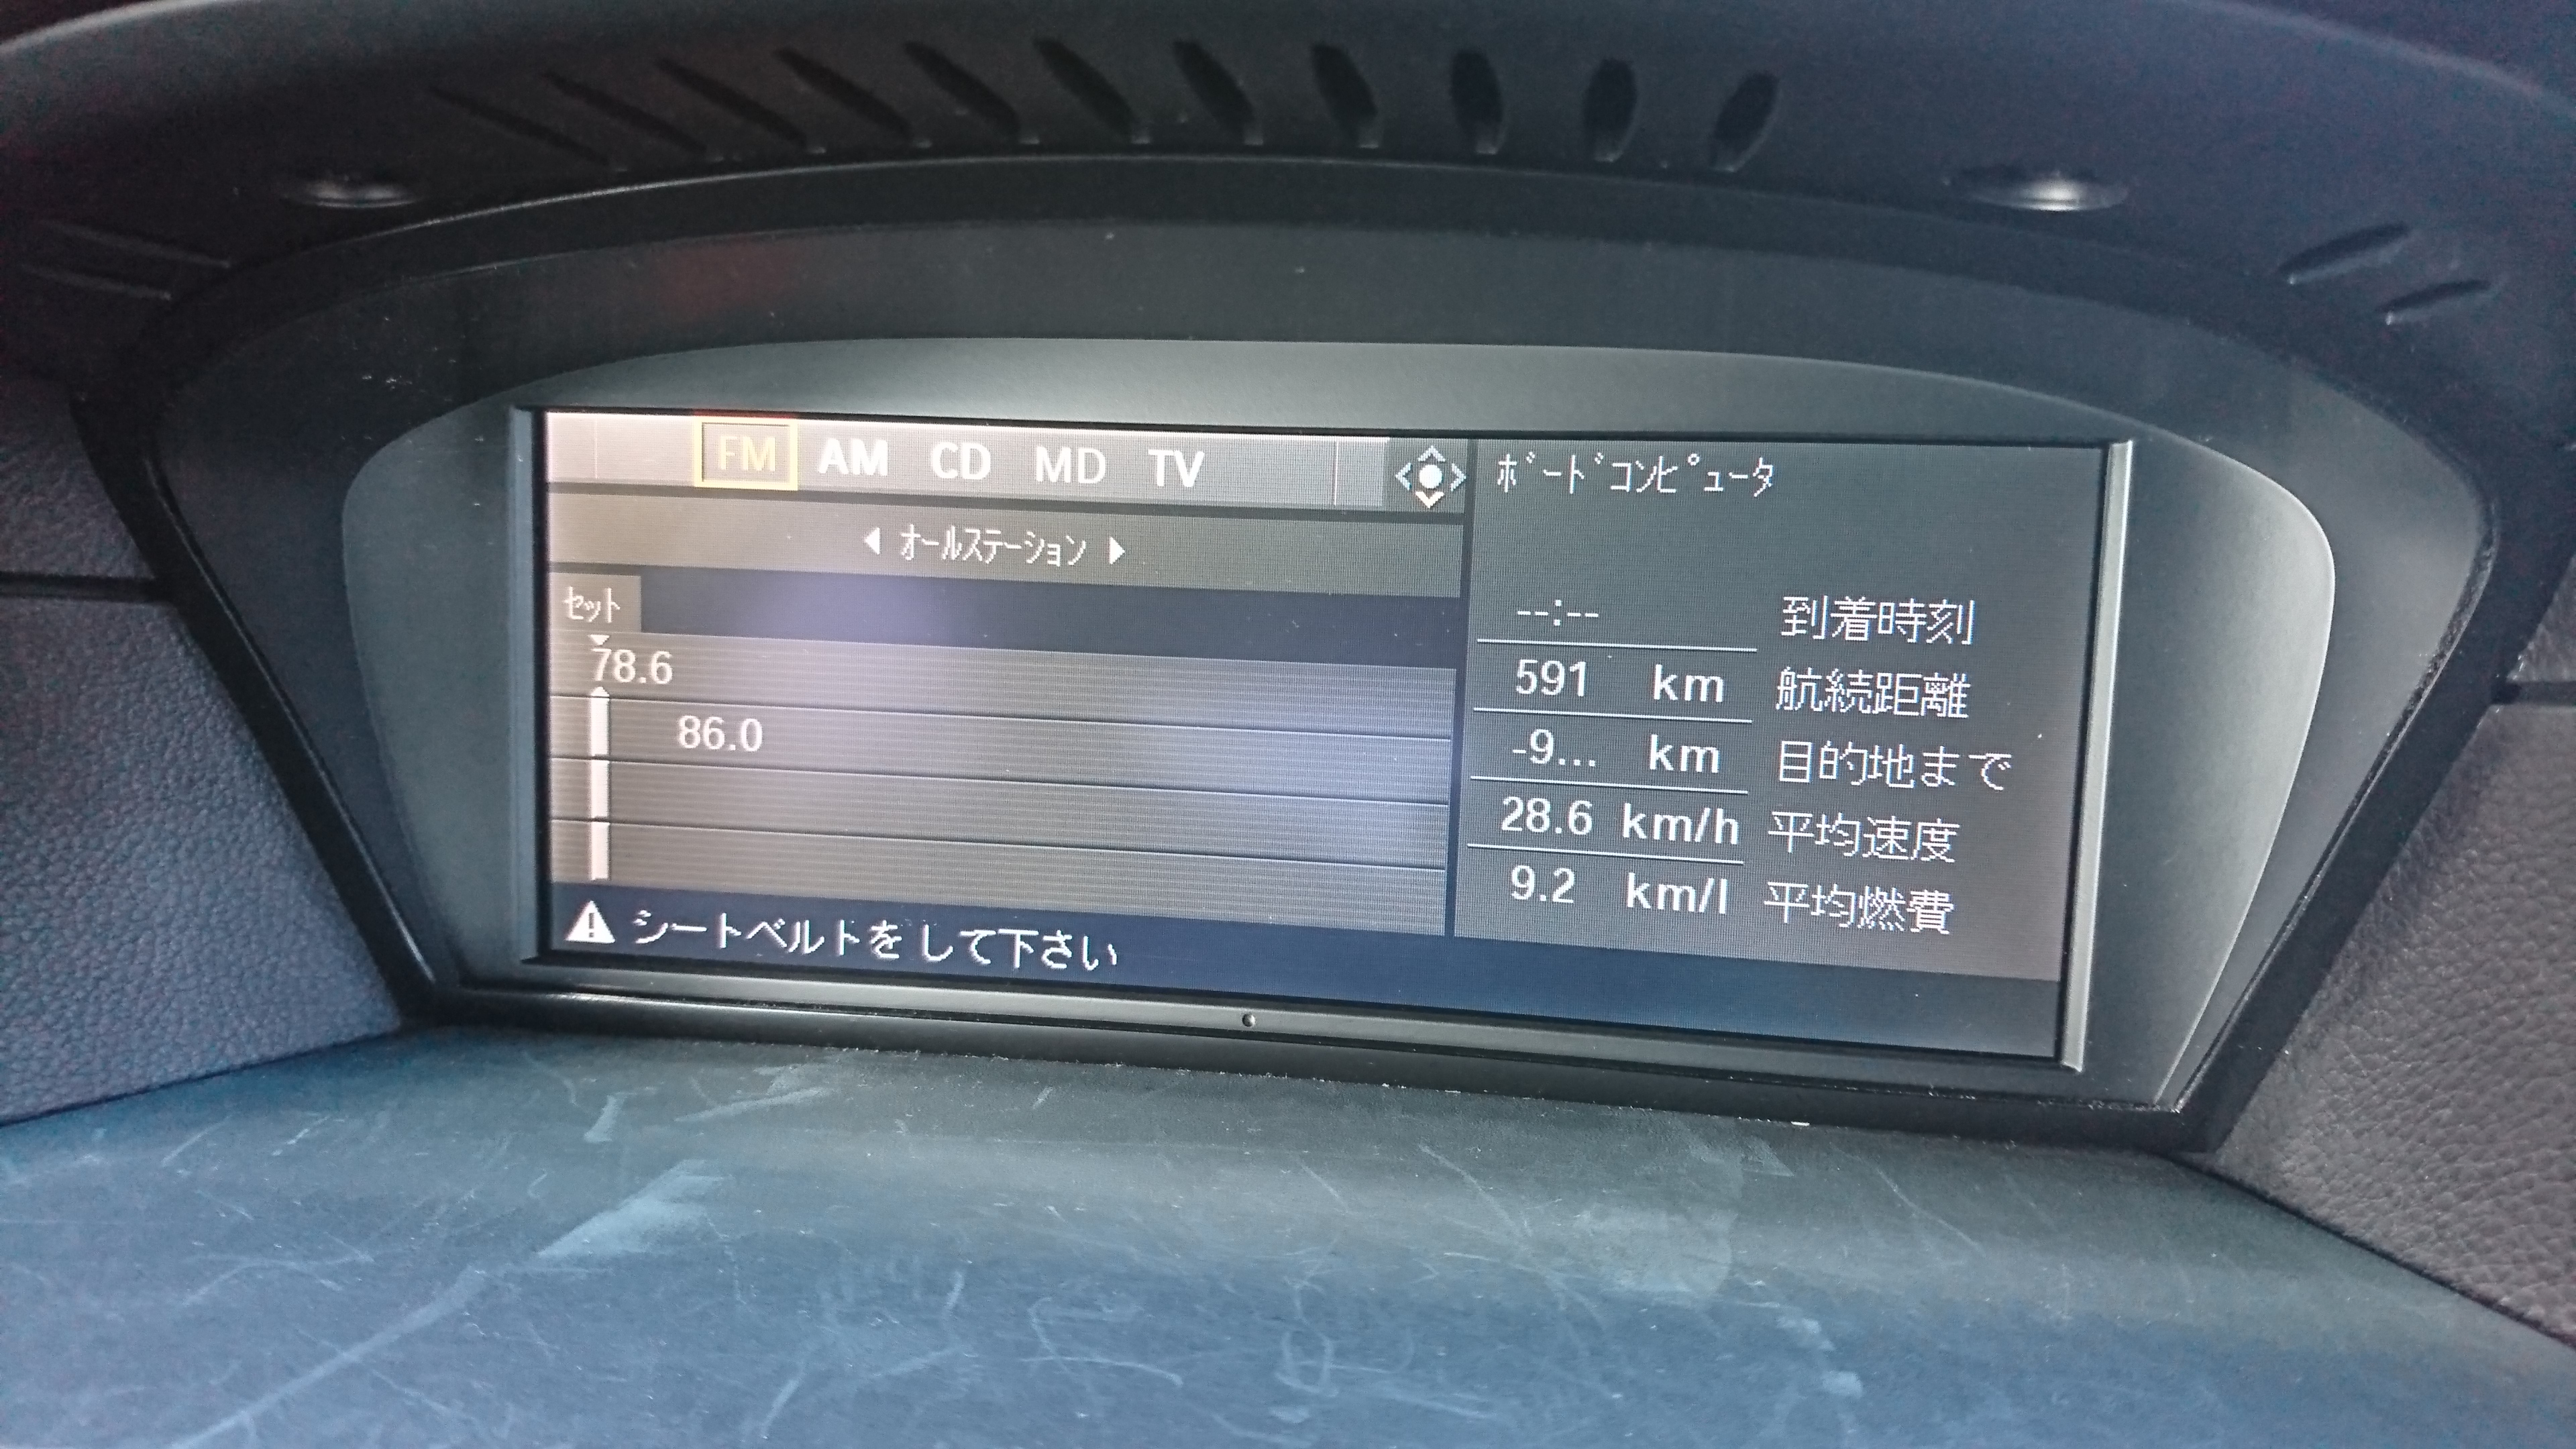 FM AM CD MD TV
◀ オールステーション ▶
セット
78.6
86.0
⚠ シートベルトをして下さい
ﾎﾞｰﾄﾞｺﾝﾋﾟｭｰﾀ
--:-- 到着時刻
591 km 航続距離
-9... km 目的地まで
28.6 km/h 平均速度
9.2 km/l 平均燃費